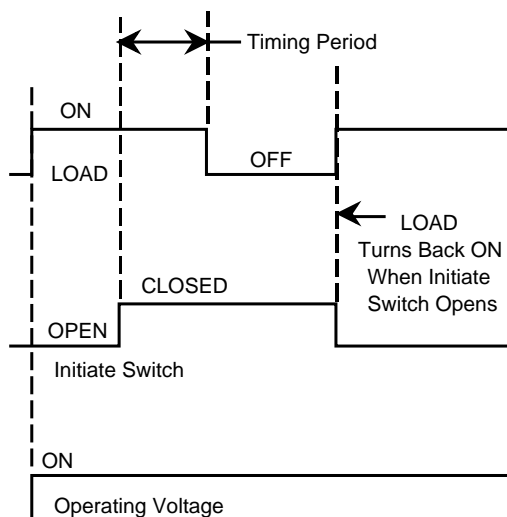 Timing Period
ON
LOAD
OFF
LOAD
Turns Back ON
When Initiate
Switch Opens
CLOSED
OPEN
Initiate Switch
ON
Operating Voltage